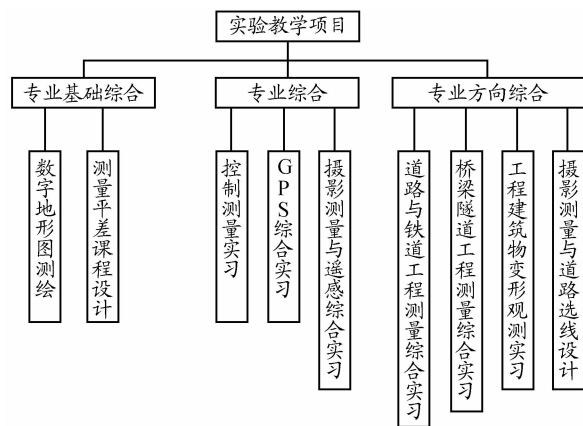 实验教学项目
专业基础综合
专业综合
专业方向综合
数字地形图测绘
测量平差课程设计
控制测量实习
GPS综合实习
摄影测量与遥感综合实习
道路与铁道工程测量综合实习
桥梁隧道工程测量综合实习
工程建筑物变形观测实习
摄影测量与道路选线设计